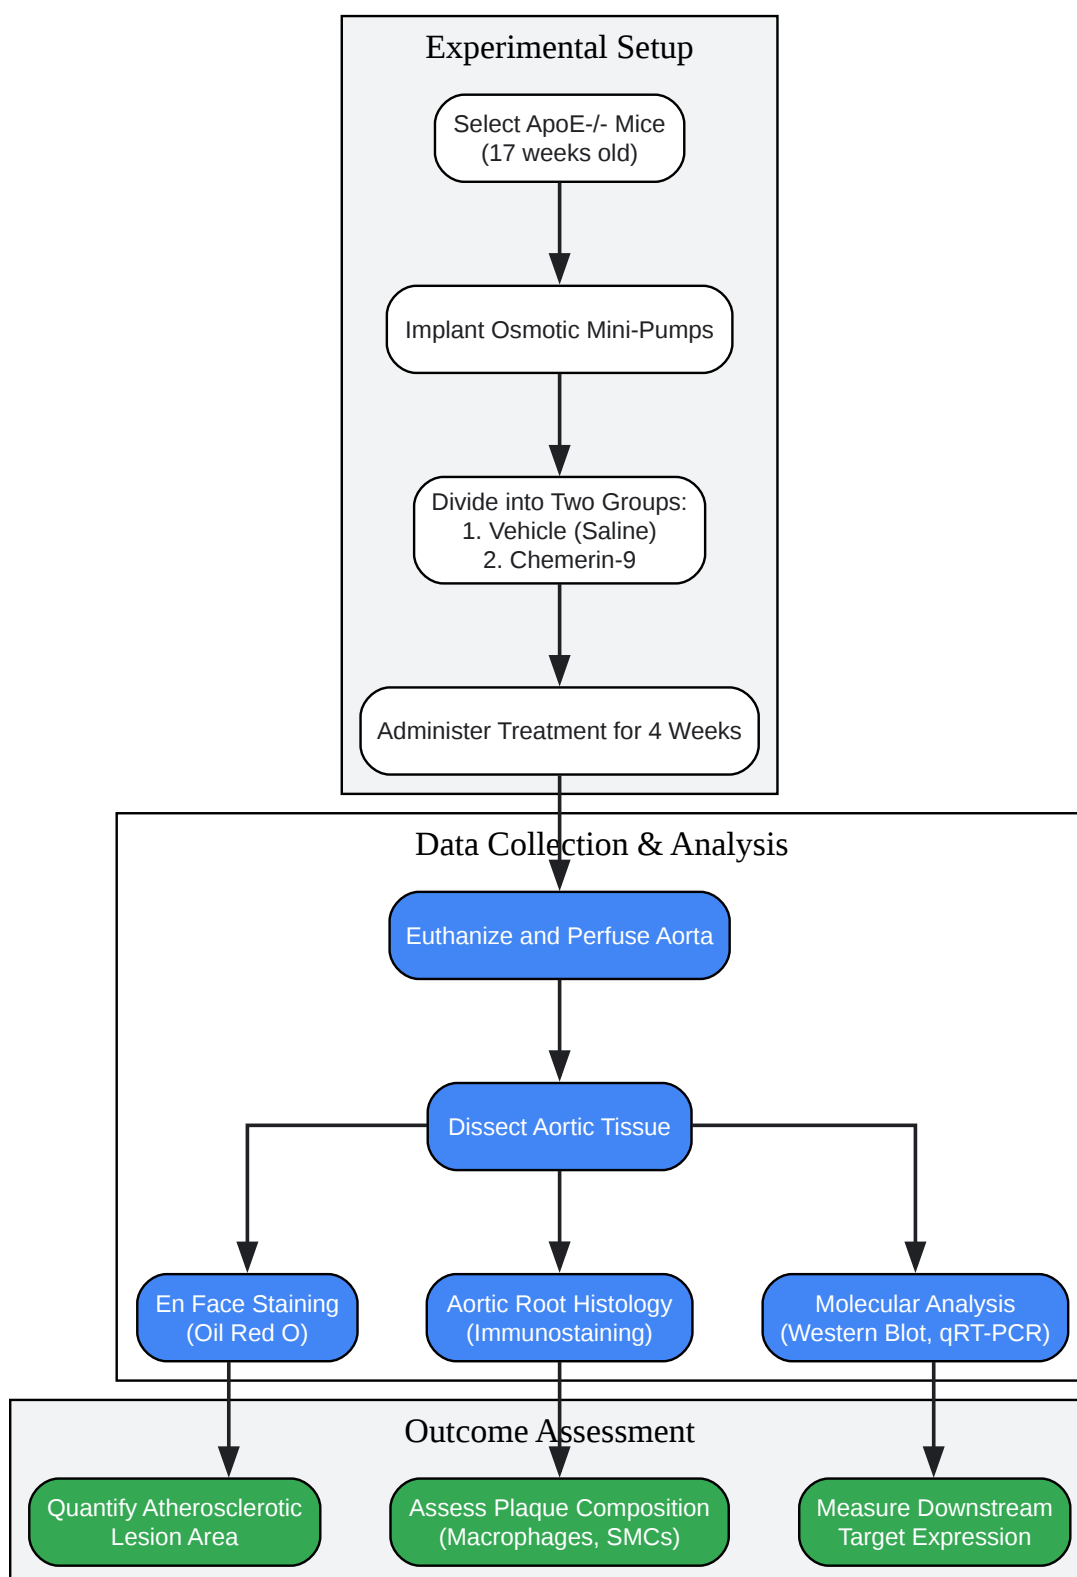 Experimental Setup
Select ApoE-/- Mice
(17 weeks old)
Implant Osmotic Mini-Pumps
Divide into Two Groups:
1. Vehicle (Saline)
2. Chemerin-9
Administer Treatment for 4 Weeks
Data Collection & Analysis
Euthanize and Perfuse Aorta
Dissect Aortic Tissue
En Face Staining
(Oil Red O)
Aortic Root Histology
(Immunostaining)
Molecular Analysis
(Western Blot, qRT-PCR)
Outcome Assessment
Quantify Atherosclerotic
Lesion Area
Assess Plaque Composition
(Macrophages, SMCs)
Measure Downstream
Target Expression